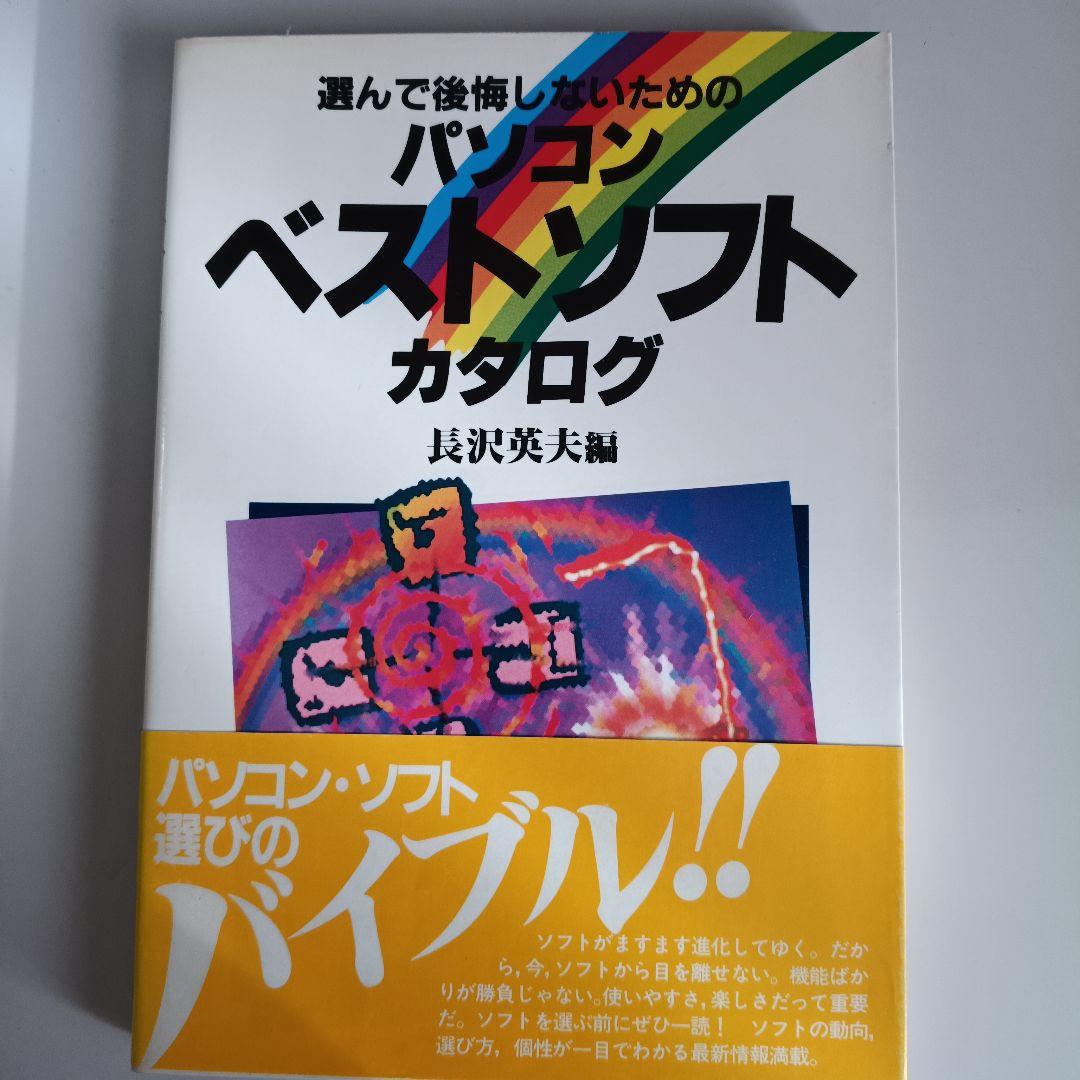 選んで後悔しないための
パソコン
ベストソフト
カタログ
長沢英夫編
パソコン・ソフト
選びの
バイブル!!
ソフトがますます進化してゆく。だか
ら,今,ソフトから目を離せない。機能ばか
りが勝負じゃない。使いやすさ,楽しさだって重要
だ。ソフトを選ぶ前にぜひ一読！ ソフトの動向,
選び方，個性が一目でわかる最新情報満載。